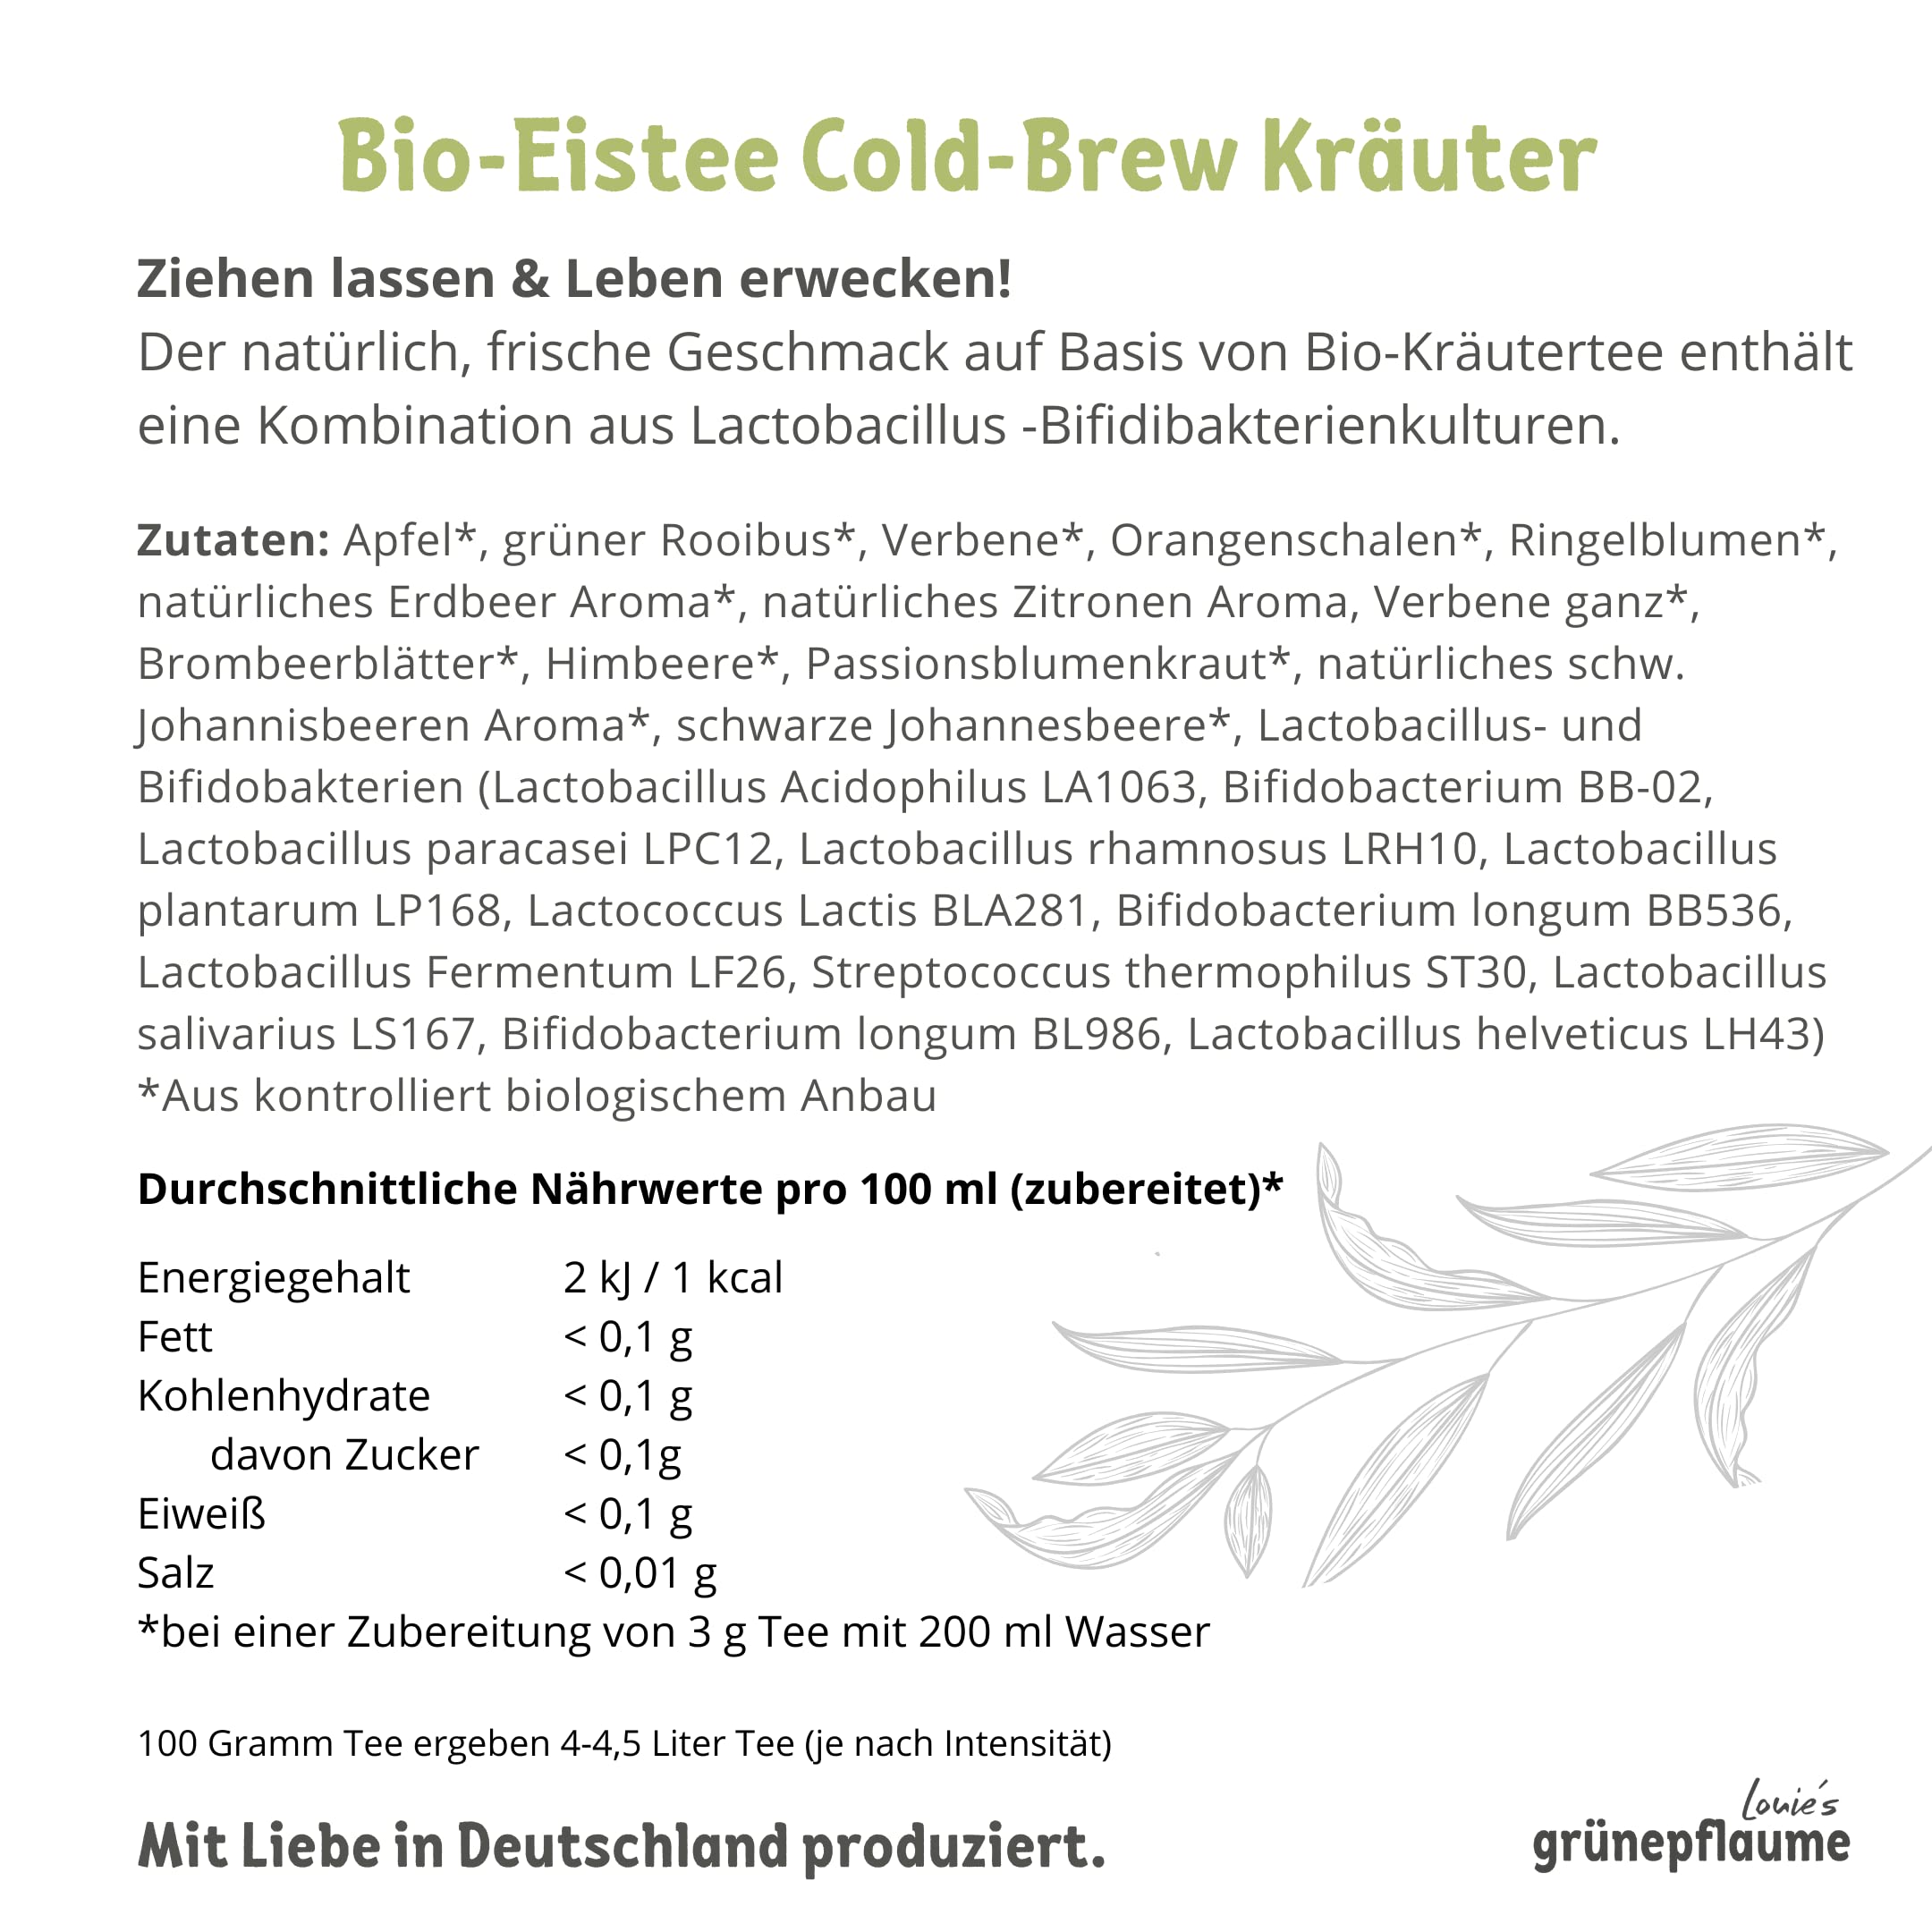 Bio-Eistee Cold-Brew Kräuter
Ziehen lassen & Leben erwecken!
Der natürlich, frische Geschmack auf Basis von Bio-Kräutertee enthält
eine Kombination aus Lactobacillus -Bifidibakterienkulturen.
Zutaten: Apfel*, grüner Rooibus*, Verbene*, Orangenschalen*, Ringelblumen*,
natürliches Erdbeer Aroma*, natürliches Zitronen Aroma, Verbene ganz*,
Brombeerblätter*, Himbeere*, Passionsblumenkraut*, natürliches schw.
Johannisbeeren Aroma*, schwarze Johannesbeere*, Lactobacillus- und
Bifidobakterien (Lactobacillus Acidophilus LA1063, Bifidobacterium BB-02,
Lactobacillus paracasei LPC12, Lactobacillus rhamnosus LRH10, Lactobacillus
plantarum LP168, Lactococcus Lactis BLA281, Bifidobacterium longum BB536,
Lactobacillus Fermentum LF26, Streptococcus thermophilus ST30, Lactobacillus
salivarius LS167, Bifidobacterium longum BL986, Lactobacillus helveticus LH43)
*Aus kontrolliert biologischem Anbau
Durchschnittliche Nährwerte pro 100 ml (zubereitet)*
Energiegehalt 2 kJ / 1 kcal
Fett < 0,1 g
Kohlenhydrate < 0,1 g
davon Zucker < 0,1g
Eiweiß < 0,1 g
Salz < 0,01 g
*bei einer Zubereitung von 3 g Tee mit 200 ml Wasser
100 Gramm Tee ergeben 4-4,5 Liter Tee (je nach Intensität)
Mit Liebe in Deutschland produziert.
Louie's
grünepflaume